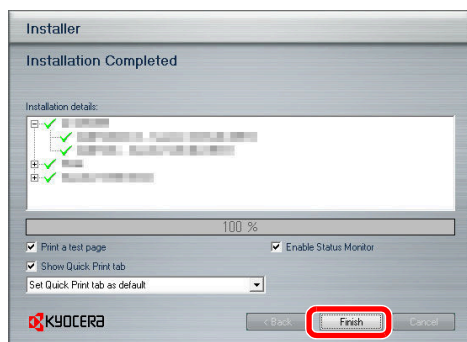 Installer
Installation Completed
Installation details:
100 %
Print a test page
Enable Status Monitor
Show Quick Print tab
Set Quick Print tab as default
KYOCERA
< Back
Finish
Cancel